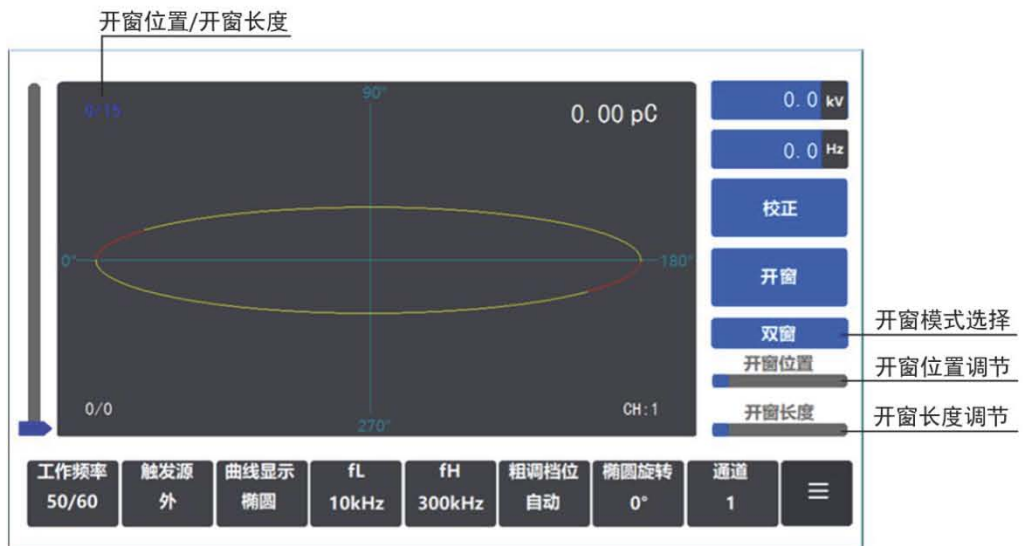 开窗位置/开窗长度
0/15
90°
0.00 pC
0.0 kV
0.0 Hz
校正
0°
180°
开窗
双窗
开窗模式选择
开窗位置
开窗位置调节
0/0
270°
CH:1
开窗长度
开窗长度调节
工作频率 触发源 曲线显示 fL fH 粗调档位 椭圆旋转 通道
50/60 外 椭圆 10kHz 300kHz 自动 0° 1